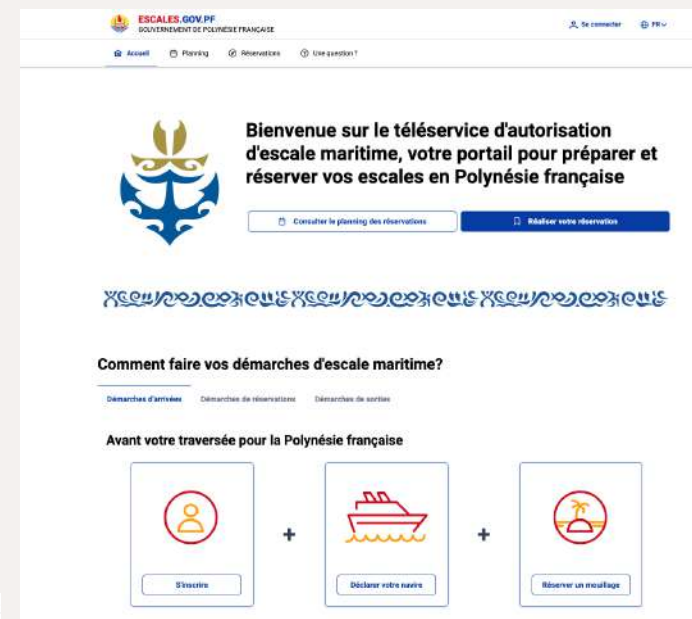 ESCALES.GOV.PF
GOUVERNEMENT DE POLYNÉSIE FRANÇAISE
Se connecter
FR
Accueil
Planning
Réservations
Une question ?
Bienvenue sur le téléservice d'autorisation
d'escale maritime, votre portail pour préparer et
réserver vos escales en Polynésie française
Consulter le planning des réservations
Réaliser votre réservation
Comment faire vos démarches d'escale maritime?
Démarches d'arrivées
Démarches de réservations
Démarches de sorties
Avant votre traversée pour la Polynésie française
+
+
S'inscrire
Déclarer votre navire
Réserver un mouillage